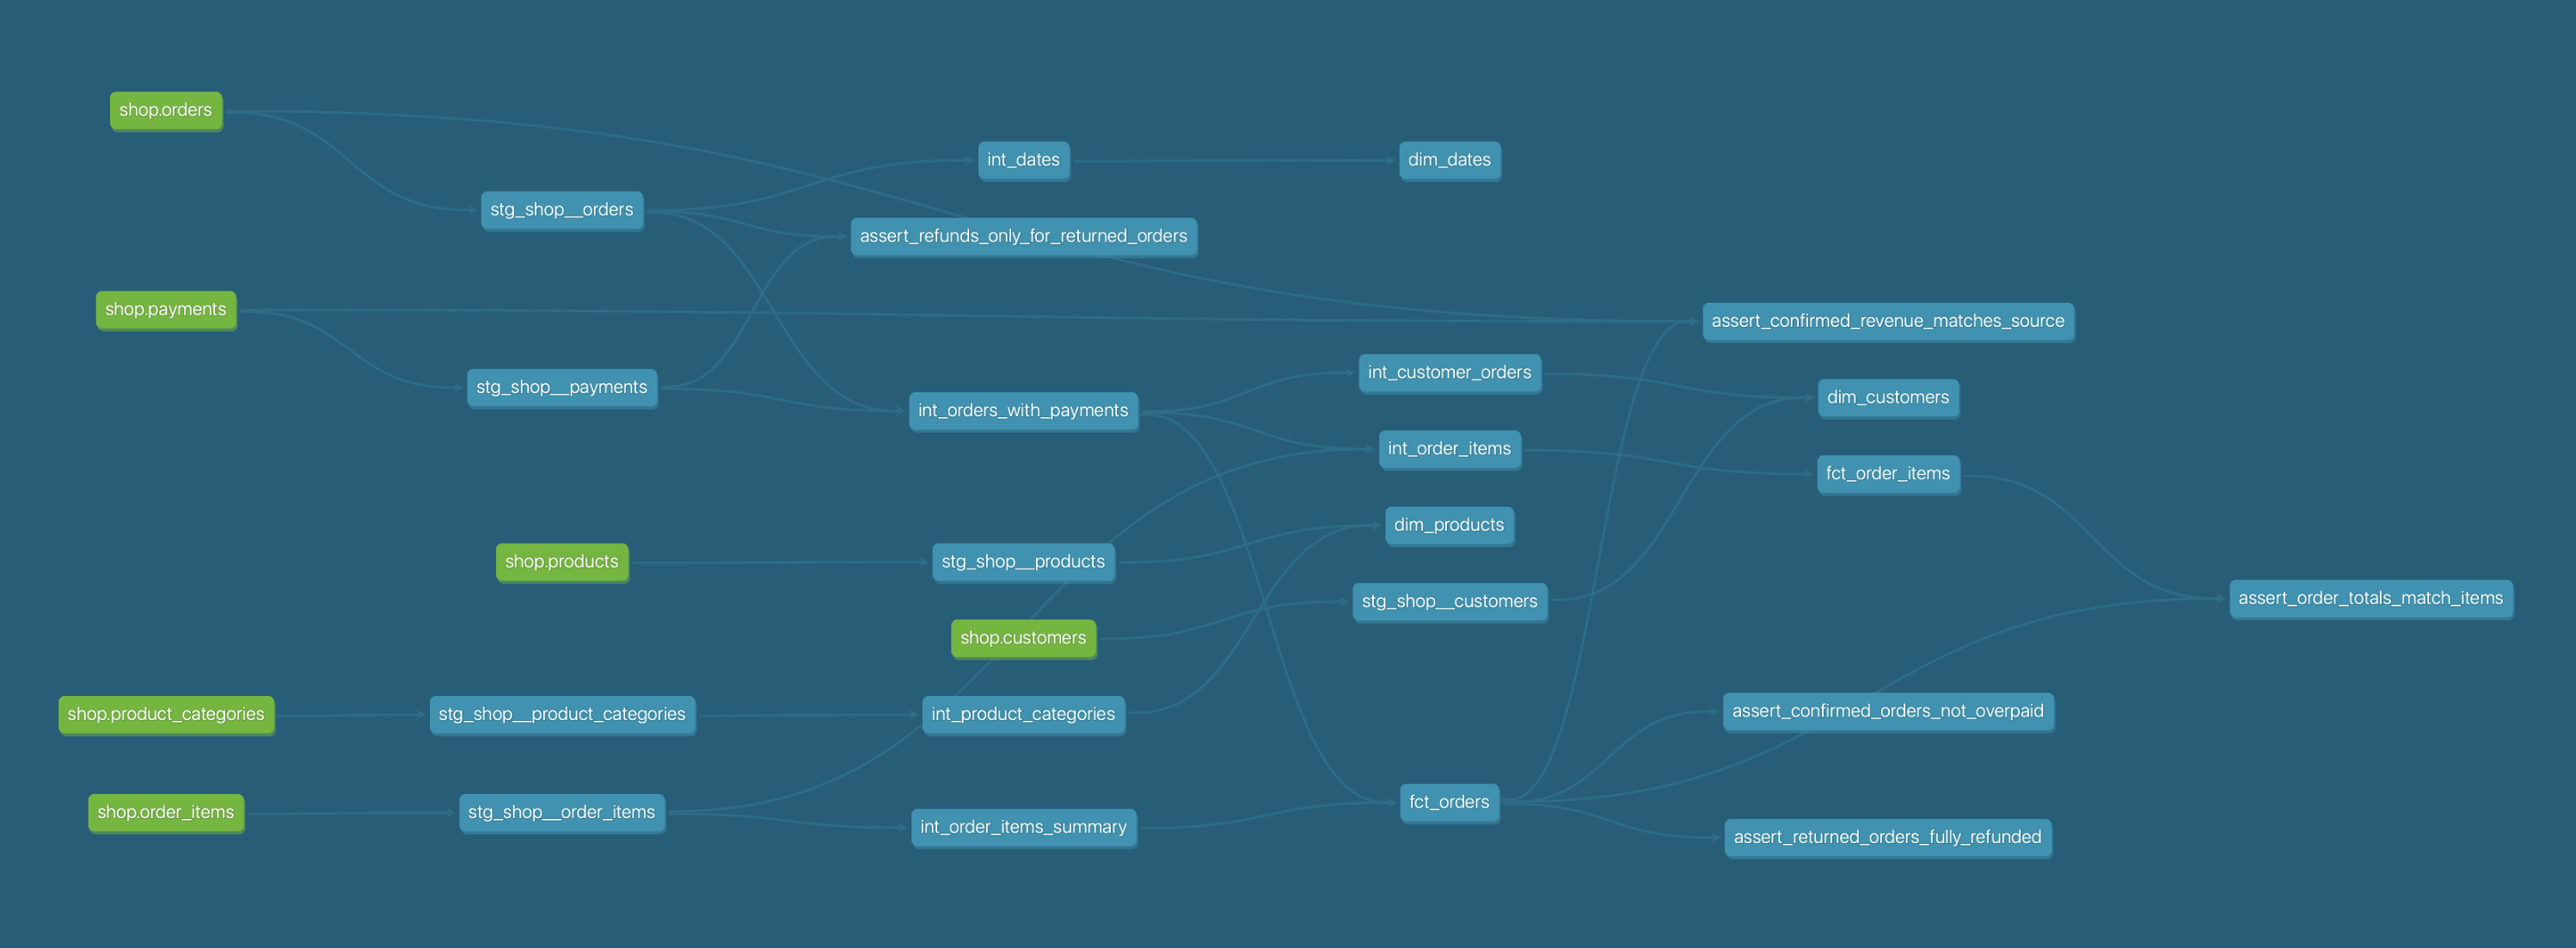 shop.orders
int_dates
dim_dates
stg_shop__orders
assert_refunds_only_for_returned_orders
shop.payments
assert_confirmed_revenue_matches_source
stg_shop__payments
int_customer_orders
dim_customers
int_orders_with_payments
int_order_items
fct_order_items
dim_products
shop.products
stg_shop__products
stg_shop__customers
assert_order_totals_match_items
shop.customers
shop.product_categories
stg_shop__product_categories
int_product_categories
assert_confirmed_orders_not_overpaid
fct_orders
shop.order_items
stg_shop__order_items
int_order_items_summary
assert_returned_orders_fully_refunded